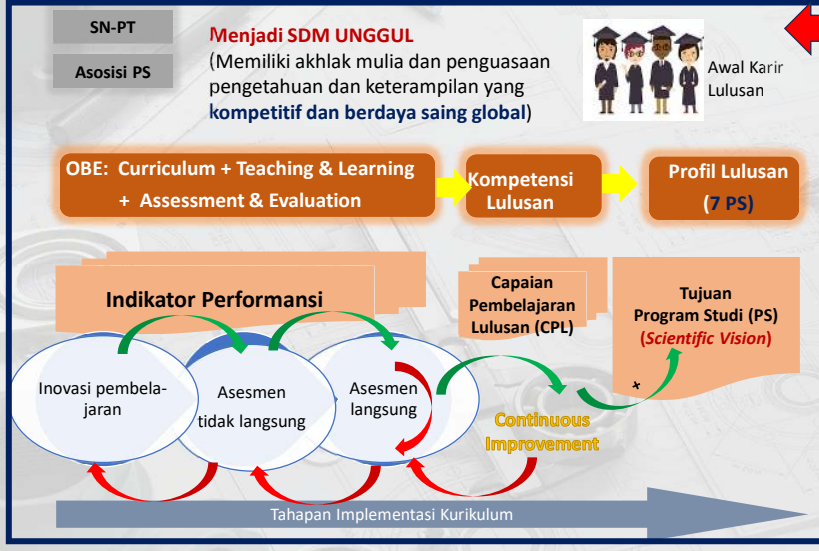 SN-PT
Asosisi PS
Menjadi SDM UNGGUL
(Memiliki akhlak mulia dan penguasaan
pengetahuan dan keterampilan yang
kompetitif dan berdaya saing global)
Awal Karir
Lulusan
OBE: Curriculum + Teaching & Learning
+ Assessment & Evaluation
Kompetensi
Lulusan
Profil Lulusan
(7 PS)
Indikator Performansi
Capaian
Pembelajaran
Lulusan (CPL)
Tujuan
Program Studi (PS)
(Scientific Vision)
Inovasi pembela-
jaran
Asesmen
tidak langsung
Asesmen
langsung
Continuous
Improvement
Tahapan Implementasi Kurikulum